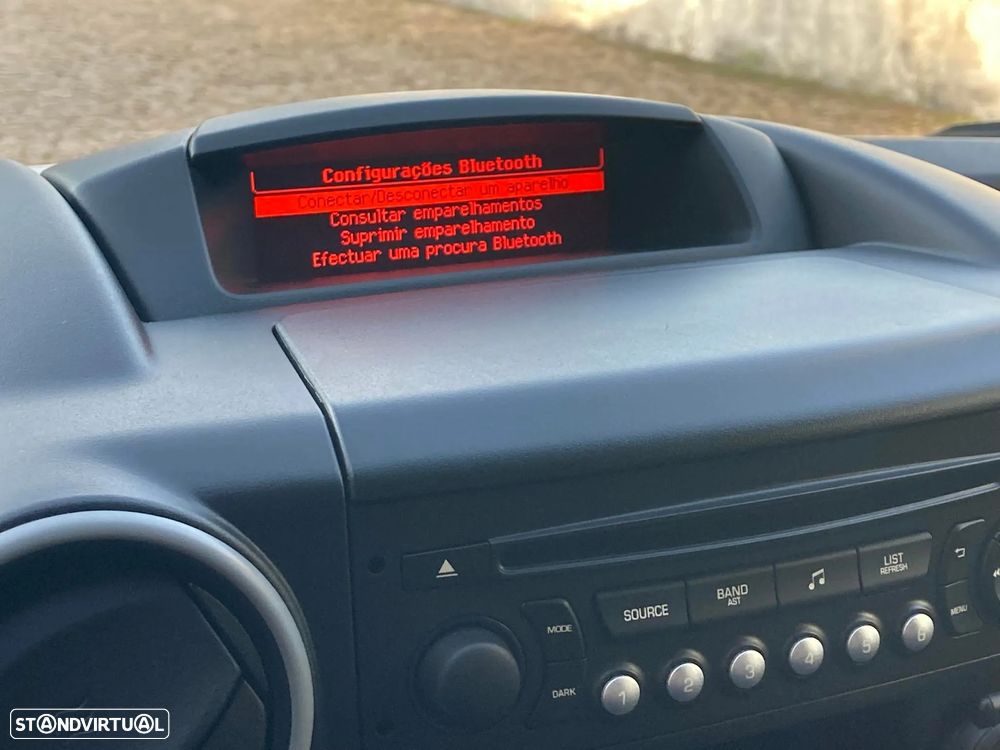 Configurações Bluetooth
Conectar/Desconectar um aparelho
Consultar emparelhamentos
Suprimir emparelhamento
Efectuar uma procura Bluetooth
SOURCE
BAND
AST
LIST
REFRESH
MODE
DARK
MENU
1 2 3 4 5 6
STANDVIRTUAL